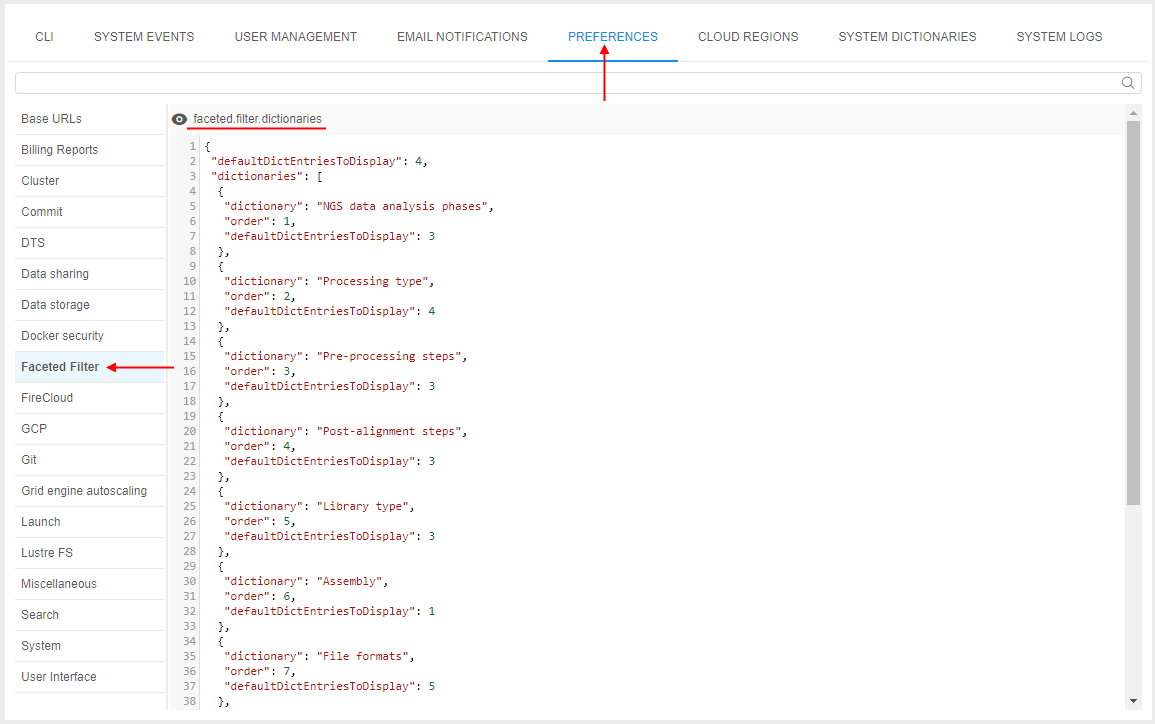 CLI SYSTEM EVENTS USER MANAGEMENT EMAIL NOTIFICATIONS PREFERENCES CLOUD REGIONS SYSTEM DICTIONARIES SYSTEM LOGS
Base URLs
Billing Reports
Cluster
Commit
DTS
Data sharing
Data storage
Docker security
Faceted Filter
FireCloud
GCP
Git
Grid engine autoscaling
Launch
Lustre FS
Miscellaneous
Search
System
User Interface
faceted.filter.dictionaries
1 {
2 "defaultDictEntriesToDisplay": 4,
3 "dictionaries": [
4 {
5 "dictionary": "NGS data analysis phases",
6 "order": 1,
7 "defaultDictEntriesToDisplay": 3
8 },
9 {
10 "dictionary": "Processing type",
11 "order": 2,
12 "defaultDictEntriesToDisplay": 4
13 },
14 {
15 "dictionary": "Pre-processing steps",
16 "order": 3,
17 "defaultDictEntriesToDisplay": 3
18 },
19 {
20 "dictionary": "Post-alignment steps",
21 "order": 4,
22 "defaultDictEntriesToDisplay": 3
23 },
24 {
25 "dictionary": "Library type",
26 "order": 5,
27 "defaultDictEntriesToDisplay": 3
28 },
29 {
30 "dictionary": "Assembly",
31 "order": 6,
32 "defaultDictEntriesToDisplay": 1
33 },
34 {
35 "dictionary": "File formats",
36 "order": 7,
37 "defaultDictEntriesToDisplay": 5
38 },